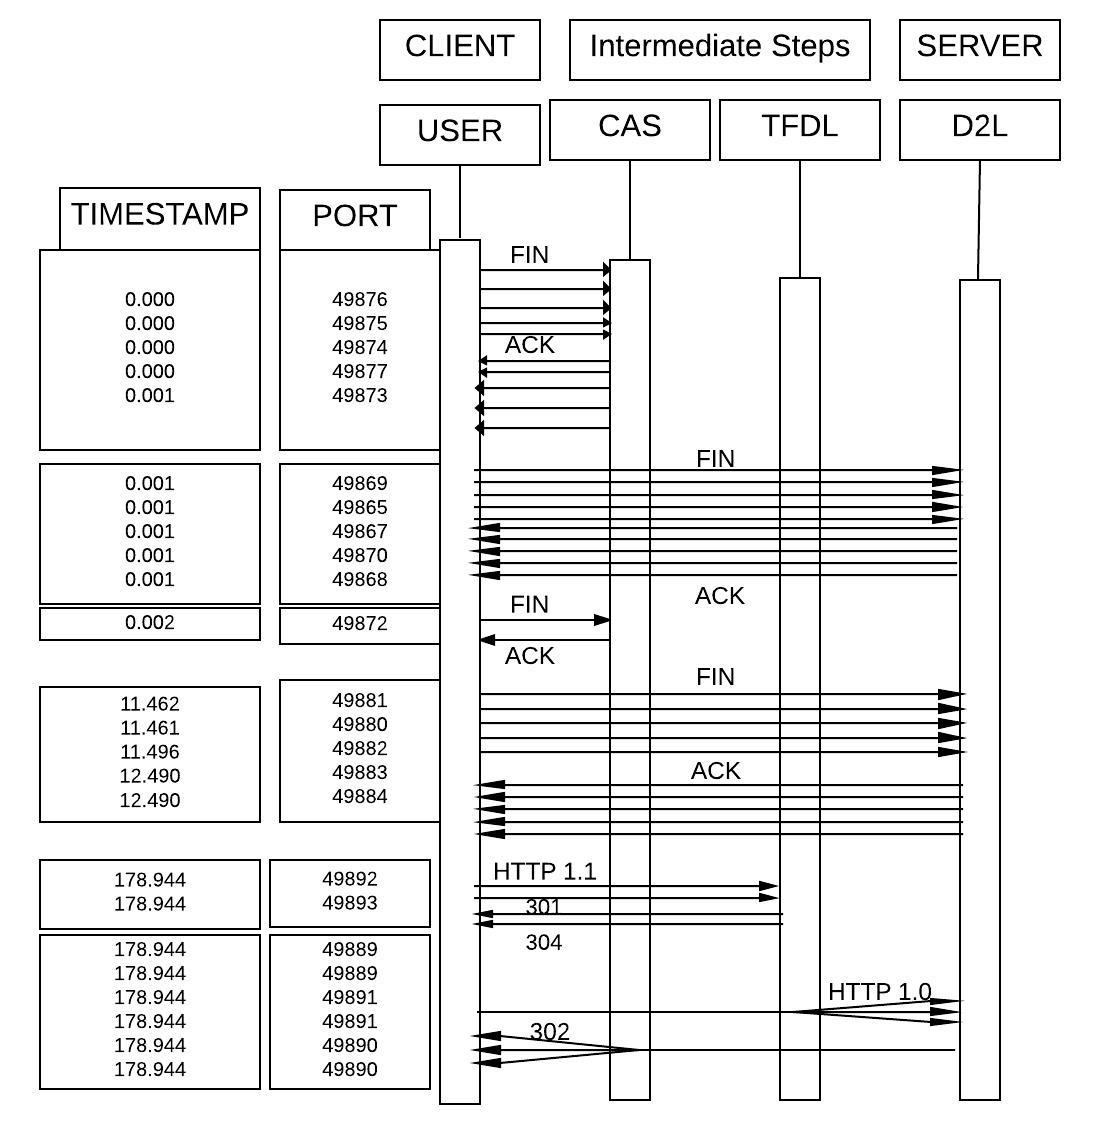 CLIENT
Intermediate Steps
SERVER
USER
CAS
TFDL
D2L
TIMESTAMP
PORT
FIN
0.000
49876
0.000
49875
0.000
49874
0.000
49877
0.001
49873
ACK
FIN
0.001
49869
0.001
49865
0.001
49867
0.001
49870
0.001
49868
ACK
FIN
0.002
49872
ACK
FIN
11.462
49881
11.461
49880
11.496
49882
12.490
49883
12.490
49884
ACK
HTTP 1.1
178.944
49892
178.944
49893
301
304
178.944
49889
178.944
49889
178.944
49891
178.944
49891
178.944
49890
178.944
49890
HTTP 1.0
302